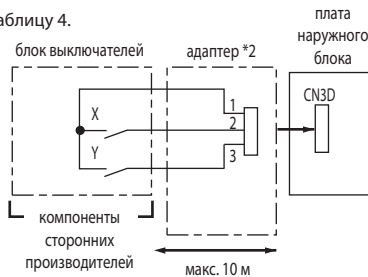 аблицу 4.
плата
наружного
блока
блок выключателей
адаптер *2
CN3D
X
1
2
Y
3
компоненты
сторонних
производителей
макс. 10 м